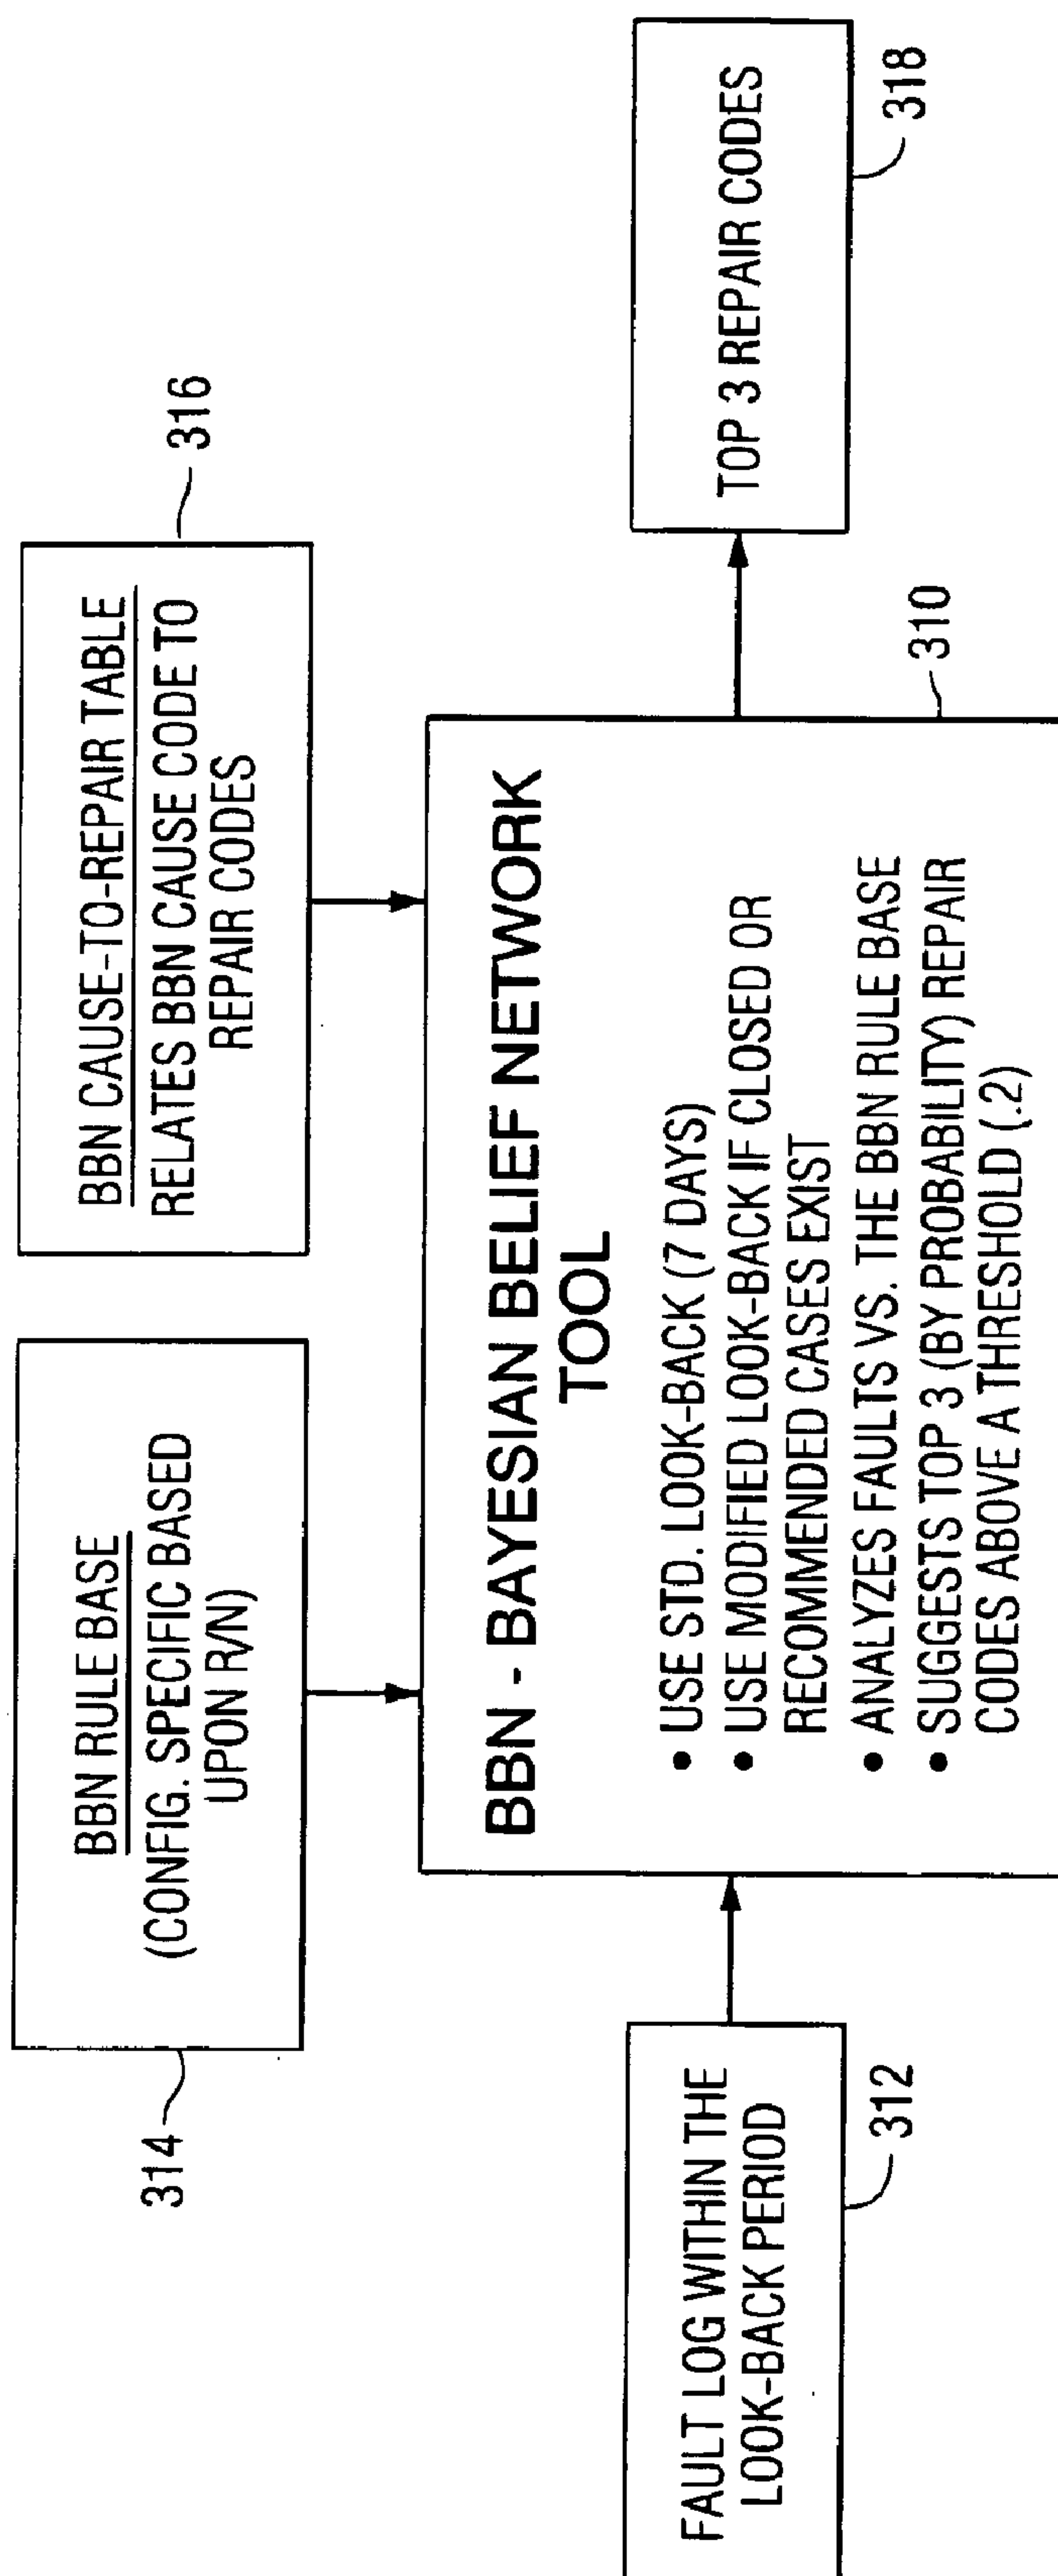 314
BBN RULE BASE
(CONFIG. SPECIFIC BASED
UPON R/N)
BBN CAUSE-TO-REPAIR TABLE
RELATES BBN CAUSE CODE TO
REPAIR CODES
316
FAULT LOG WITHIN THE
LOOK-BACK PERIOD
312
BBN - BAYESIAN BELIEF NETWORK
TOOL
• USE STD. LOOK-BACK (7 DAYS)
• USE MODIFIED LOOK-BACK IF CLOSED OR
RECOMMENDED CASES EXIST
• ANALYZES FAULTS VS. THE BBN RULE BASE
• SUGGESTS TOP 3 (BY PROBABILITY) REPAIR
CODES ABOVE A THRESHOLD (.2)
310
TOP 3 REPAIR CODES
318